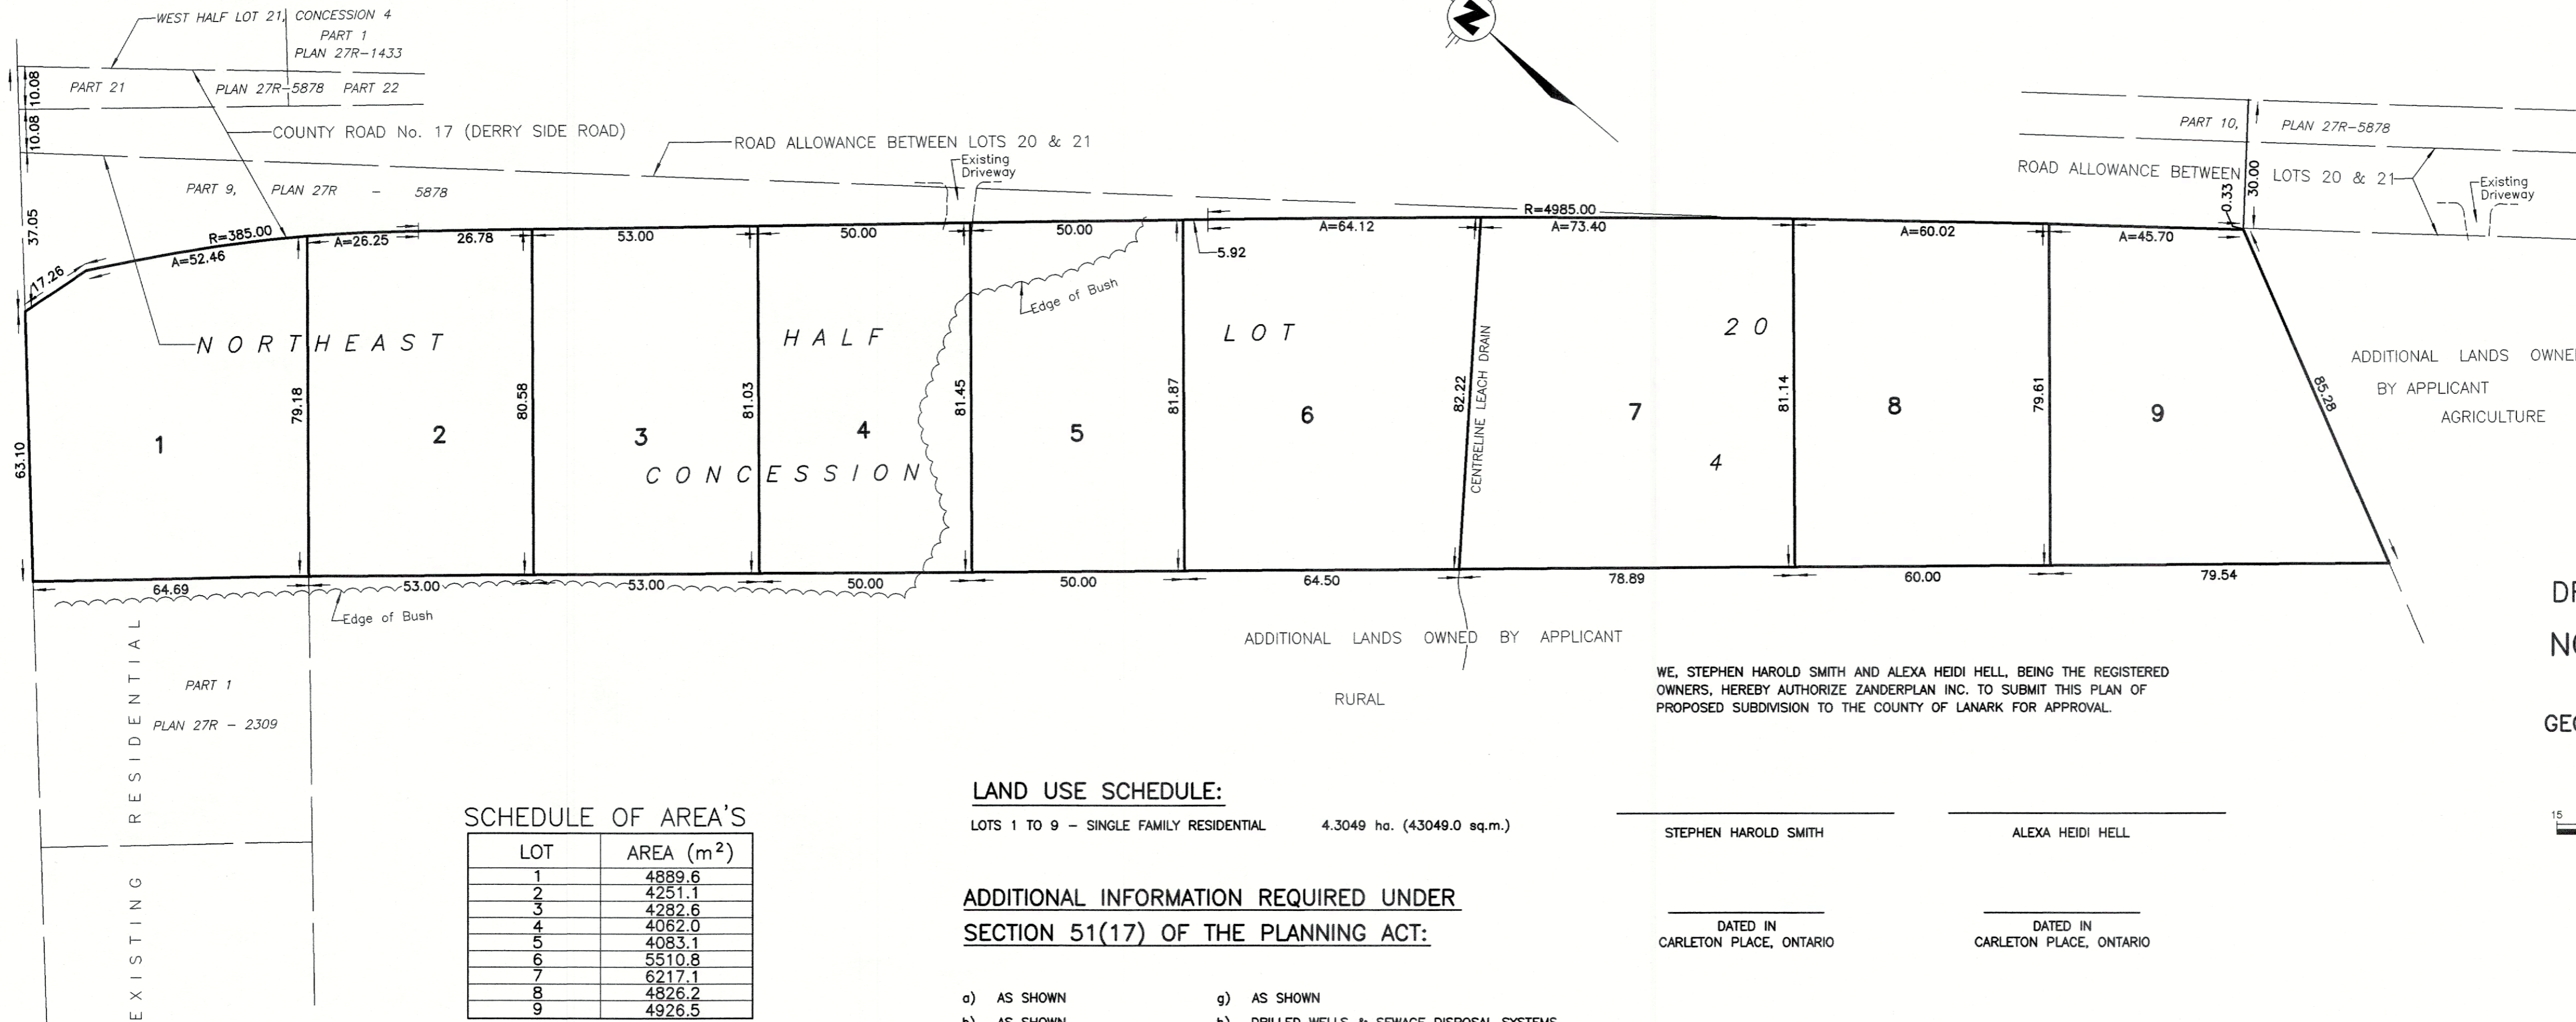 WEST HALF LOT 21, CONCESSION 4
PART 1
PLAN 27R-1433
PART 21
PLAN 27R-5878 PART 22
10.08
10.08
37.05
COUNTY ROAD No. 17 (DERRY SIDE ROAD)
ROAD ALLOWANCE BETWEEN LOTS 20 & 21
Existing
Driveway
PART 9, PLAN 27R - 5878
N
PART 10, PLAN 27R-5878
ROAD ALLOWANCE BETWEEN LOTS 20 & 21
0.33
30.00
Existing
Driveway
17.26
R=385.00
A=52.46
A=26.25
26.78
53.00
50.00
50.00
5.92
A=64.12
R=4985.00
A=73.40
A=60.02
A=45.70
Edge of Bush
NORTHEAST HALF LOT 20
CONCESSION 4
63.10
79.18
80.58
81.03
81.45
81.87
82.22
CENTRELINE LEACH DRAIN
81.14
79.61
85.28
1
2
3
4
5
6
7
8
9
ADDITIONAL LANDS OWNE
BY APPLICANT
AGRICULTURE
64.69
53.00
53.00
50.00
50.00
64.50
78.89
60.00
79.54
Edge of Bush
EXISTING RESIDENTIAL
PART 1
PLAN 27R - 2309
ADDITIONAL LANDS OWNED BY APPLICANT
RURAL
WE, STEPHEN HAROLD SMITH AND ALEXA HEIDI HELL, BEING THE REGISTERED
OWNERS, HEREBY AUTHORIZE ZANDERPLAN INC. TO SUBMIT THIS PLAN OF
PROPOSED SUBDIVISION TO THE COUNTY OF LANARK FOR APPROVAL.
STEPHEN HAROLD SMITH
ALEXA HEIDI HELL
DATED IN
CARLETON PLACE, ONTARIO
DATED IN
CARLETON PLACE, ONTARIO
SCHEDULE OF AREA'S
LOT AREA (m²)
1 4889.6
2 4251.1
3 4282.6
4 4062.0
5 4083.1
6 5510.8
7 6217.1
8 4826.2
9 4926.5
LAND USE SCHEDULE:
LOTS 1 TO 9 - SINGLE FAMILY RESIDENTIAL 4.3049 ha. (43049.0 sq.m.)
ADDITIONAL INFORMATION REQUIRED UNDER
SECTION 51(17) OF THE PLANNING ACT:
a) AS SHOWN
g) AS SHOWN
b) AS SHOWN
h) DRILLED WELLS & SEWAGE DISPOSAL SYSTEMS
15